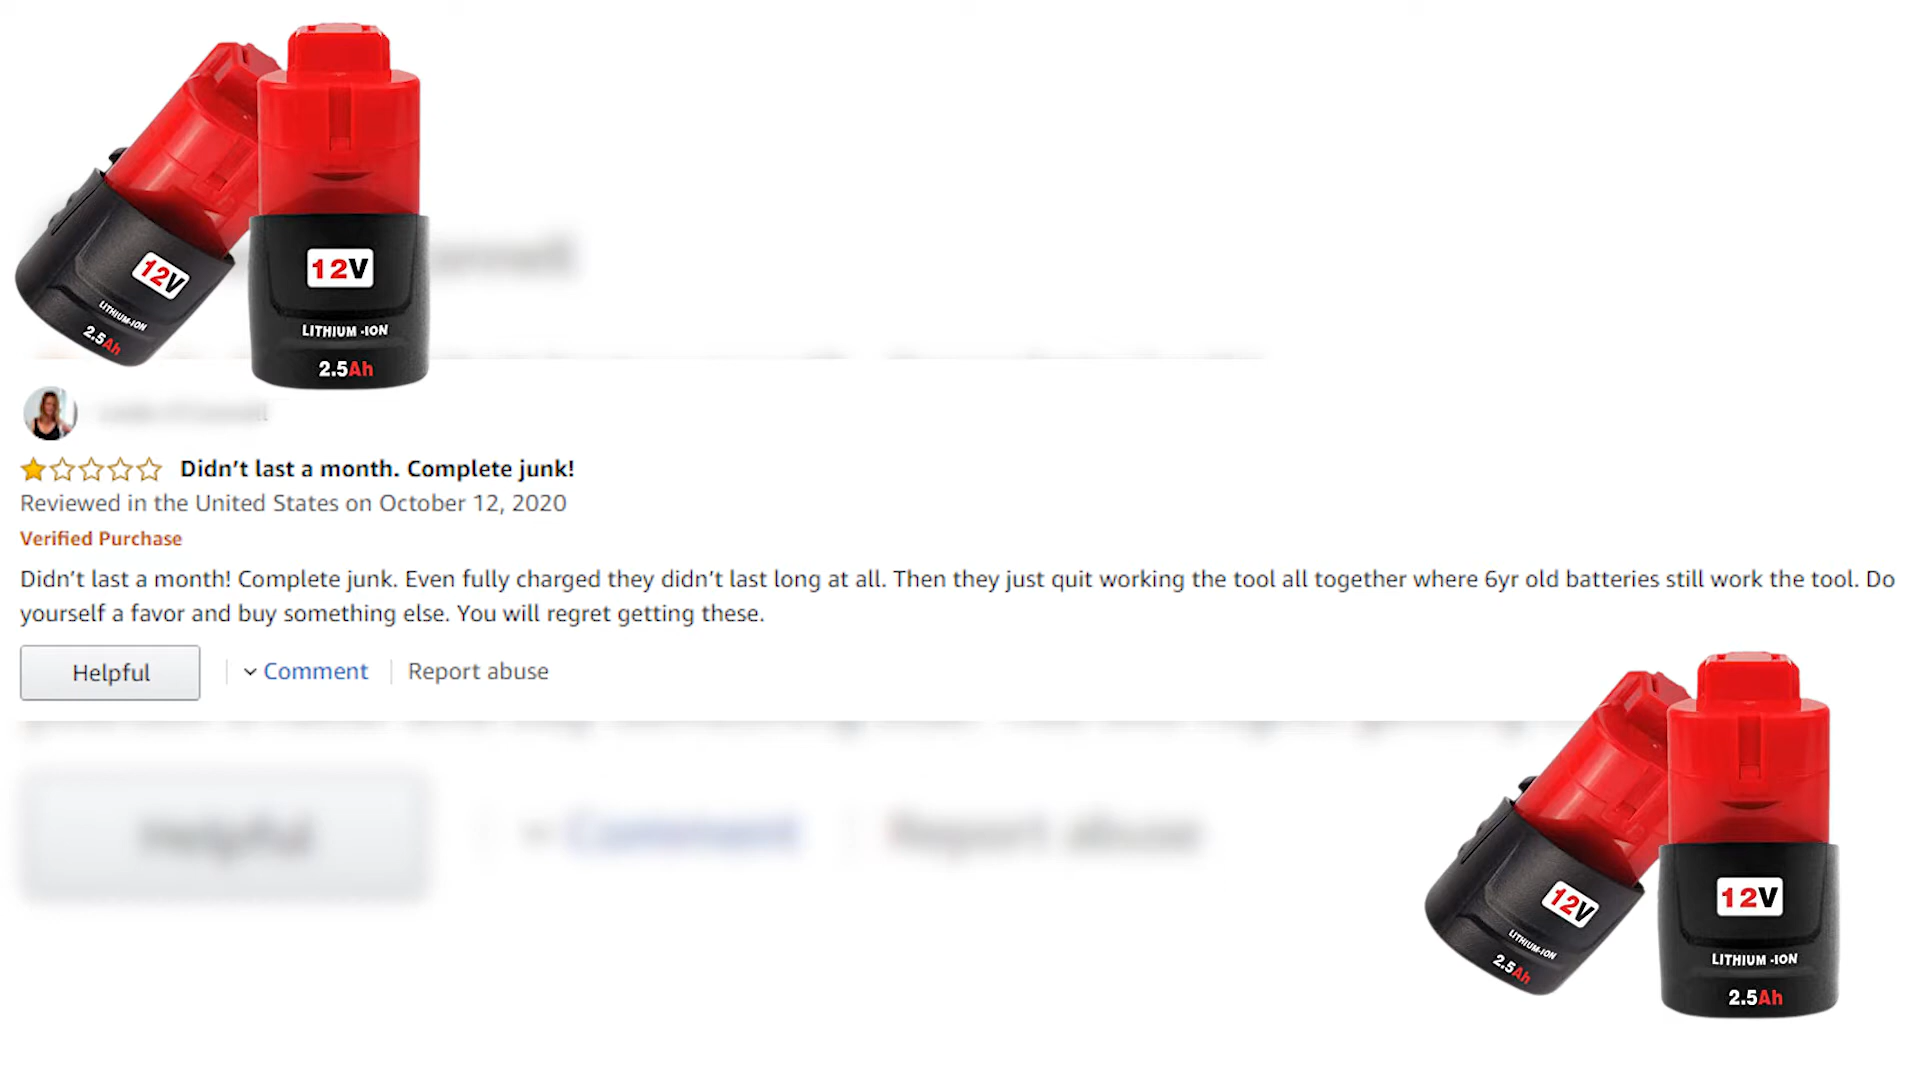 12V
LITHIUM-ION
2.5Ah
12V
LITHIUM -ION
2.5Ah
Didn't last a month. Complete junk!
Reviewed in the United States on October 12, 2020
Verified Purchase
Didn't last a month! Complete junk. Even fully charged they didn't last long at all. Then they just quit working the tool all together where 6yr old batteries still work the tool. Do
yourself a favor and buy something else. You will regret getting these.
Helpful
Comment
Report abuse
Helpful
Comment
Report abuse
12V
LITHIUM-ION
2.5Ah
12V
LITHIUM -ION
2.5Ah